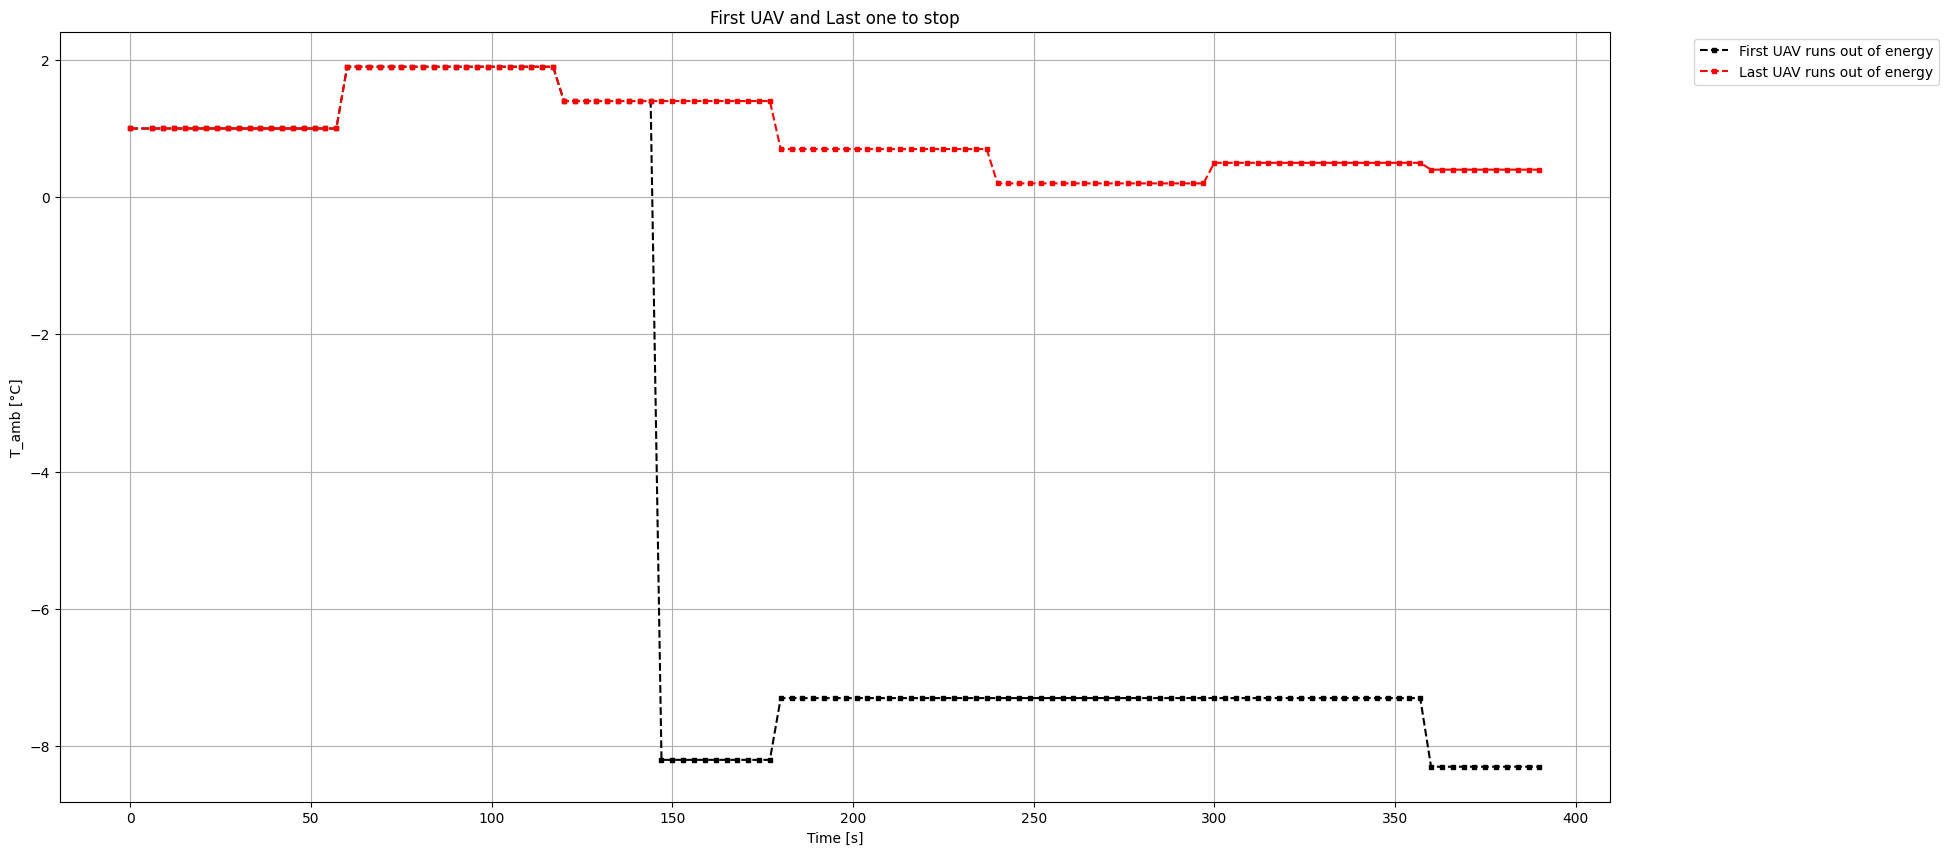 First UAV and Last one to stop
First UAV runs out of energy
Last UAV runs out of energy
T_amb [°C]
2
0
−2
−4
−6
−8
0 50 100 150 200 250 300 350 400
Time [s]